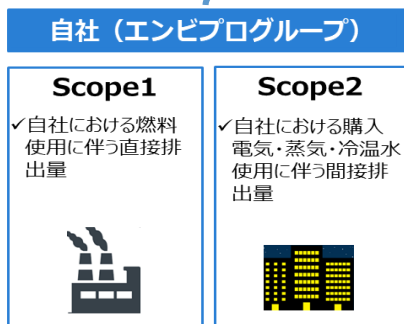 自社（エンビプログループ）
Scope1
✓自社における燃料
使用に伴う直接排
出量
Scope2
✓自社における購入
電気・蒸気・冷温水
使用に伴う間接排
出量